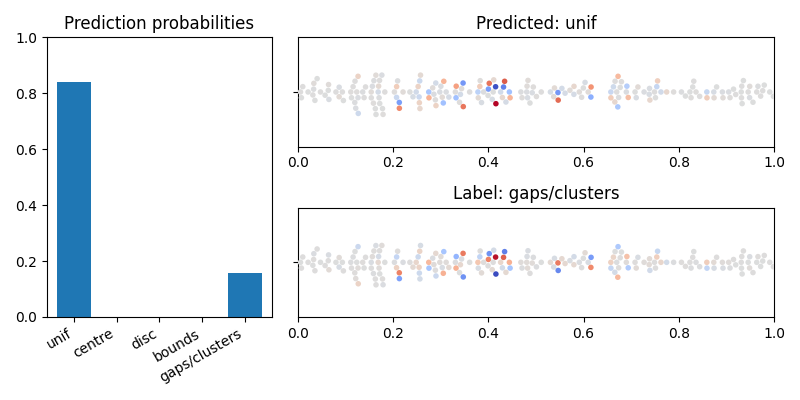 Prediction probabilities
1.0
0.8
0.6
0.4
0.2
0.0
unif
centre
disc
bounds
gaps/clusters
Predicted: unif
0.0 0.2 0.4 0.6 0.8 1.0
Label: gaps/clusters
0.0 0.2 0.4 0.6 0.8 1.0